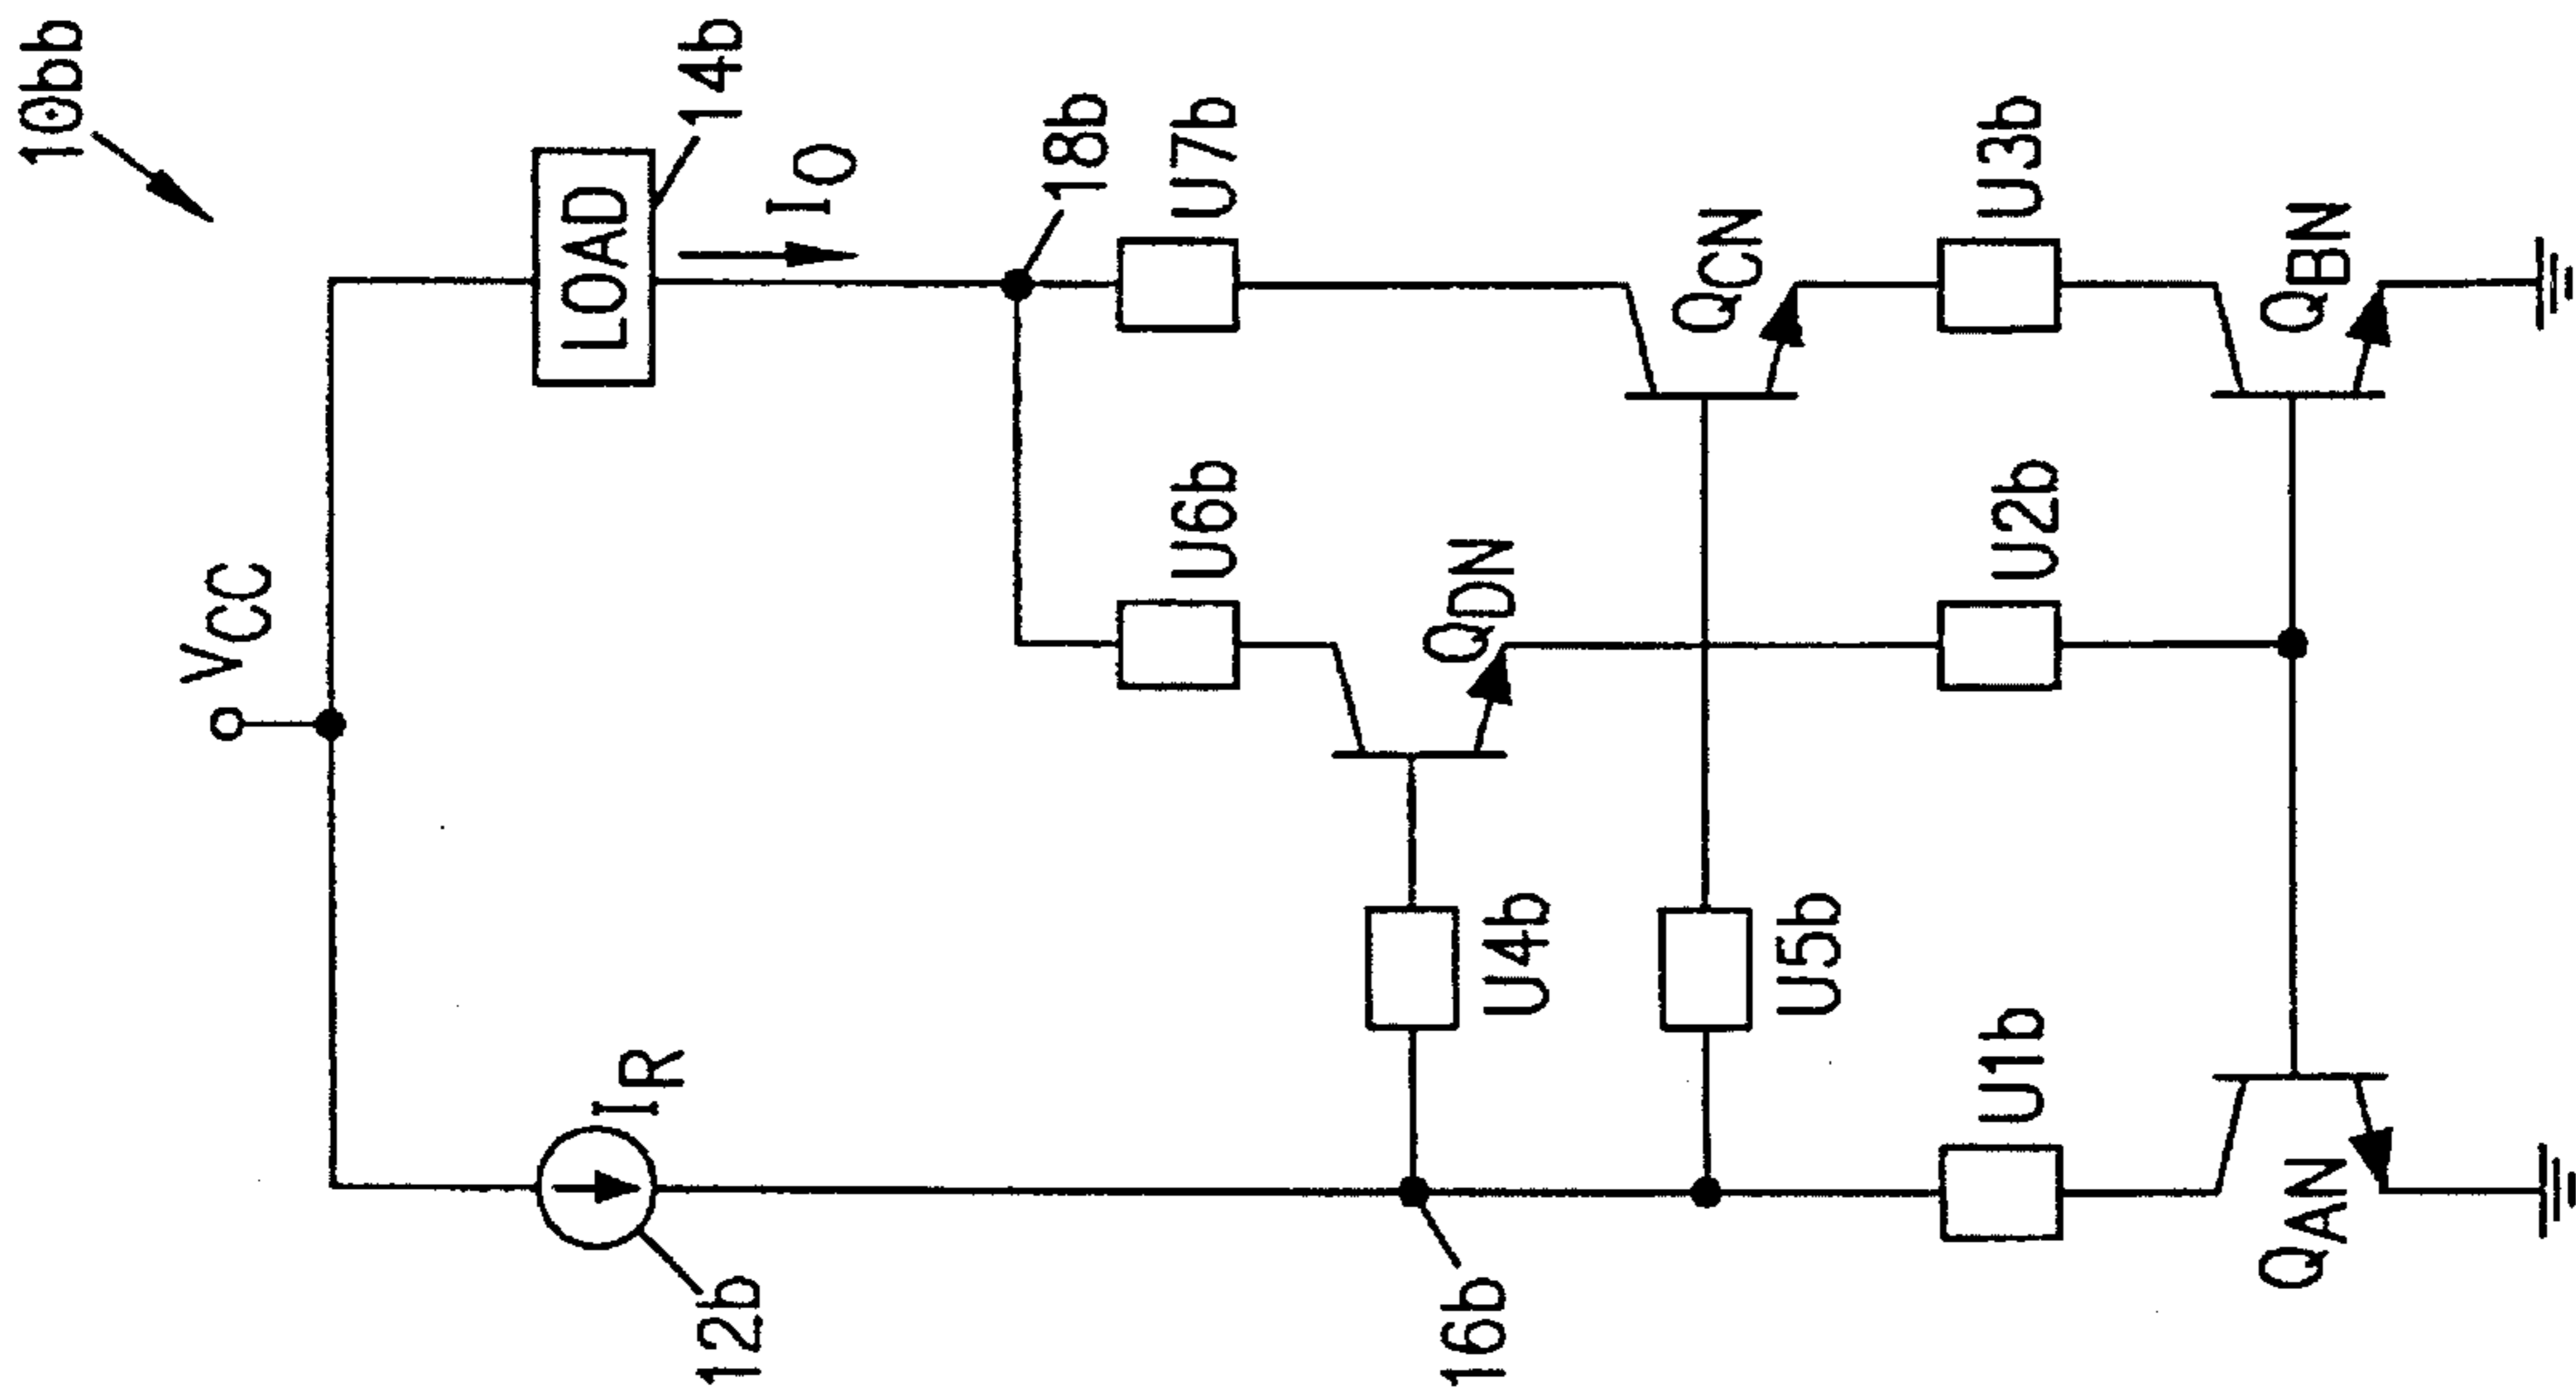 10bb
VCC
LOAD
14b
IO
IR
12b
18b
U6b
U7b
QDN
U4b
16b
QCN
U5b
U1b
U2b
U3b
QAN
QBN